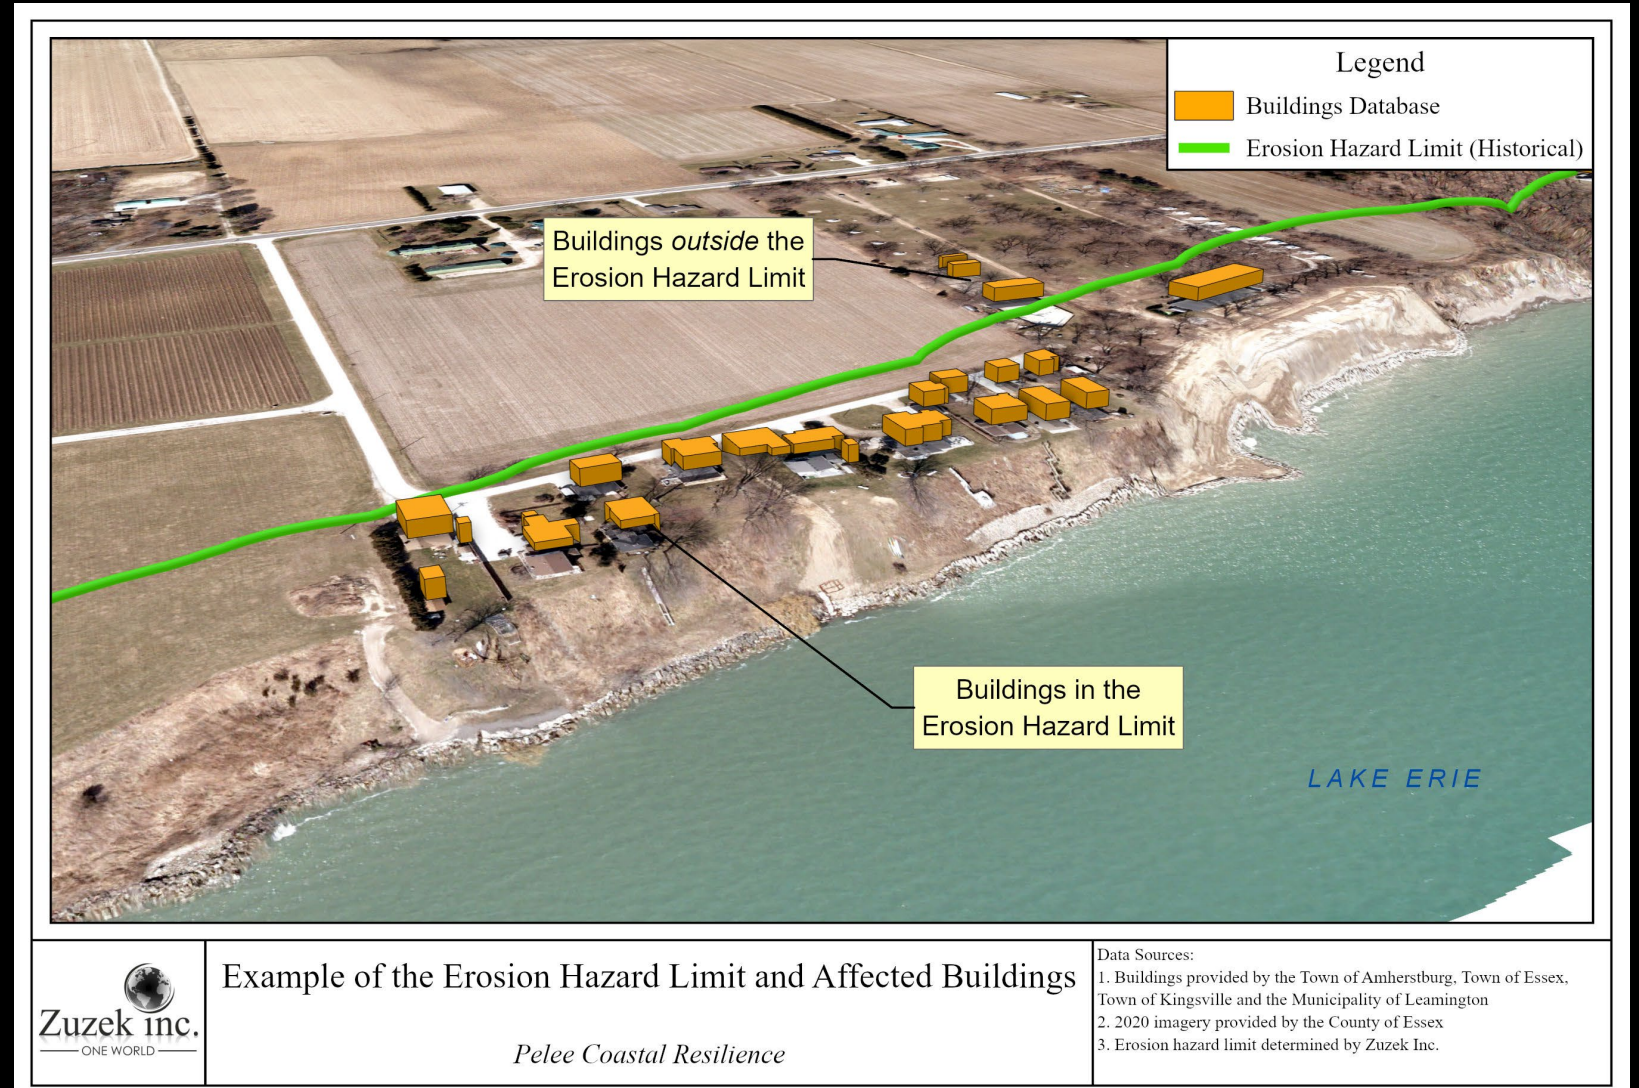 Legend
Buildings Database
Erosion Hazard Limit (Historical)
Buildings outside the
Erosion Hazard Limit
Buildings in the
Erosion Hazard Limit
LAKE ERIE
Zuzek inc.
ONE WORLD
Example of the Erosion Hazard Limit and Affected Buildings
Pelee Coastal Resilience
Data Sources:
1. Buildings provided by the Town of Amherstburg, Town of Essex,
Town of Kingsville and the Municipality of Leamington
2. 2020 imagery provided by the County of Essex
3. Erosion hazard limit determined by Zuzek Inc.